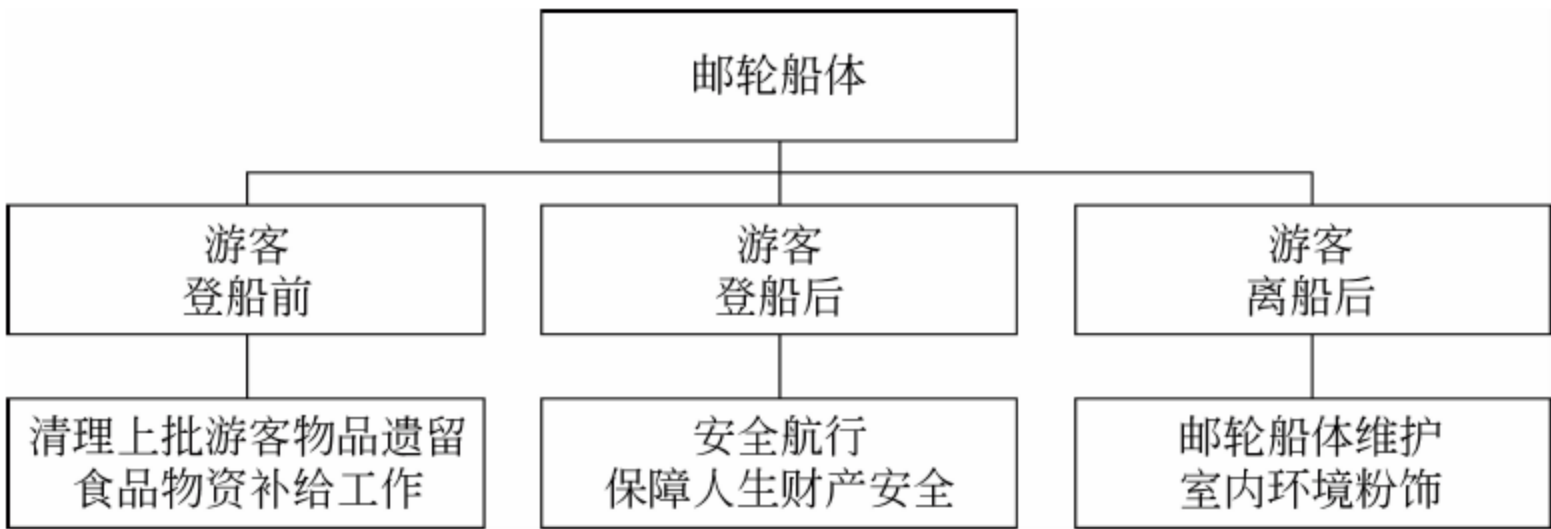 邮轮船体
游客
登船前
游客
登船后
游客
离船后
清理上批游客物品遗留
食品物资补给工作
安全航行
保障人生财产安全
邮轮船体维护
室内环境粉饰